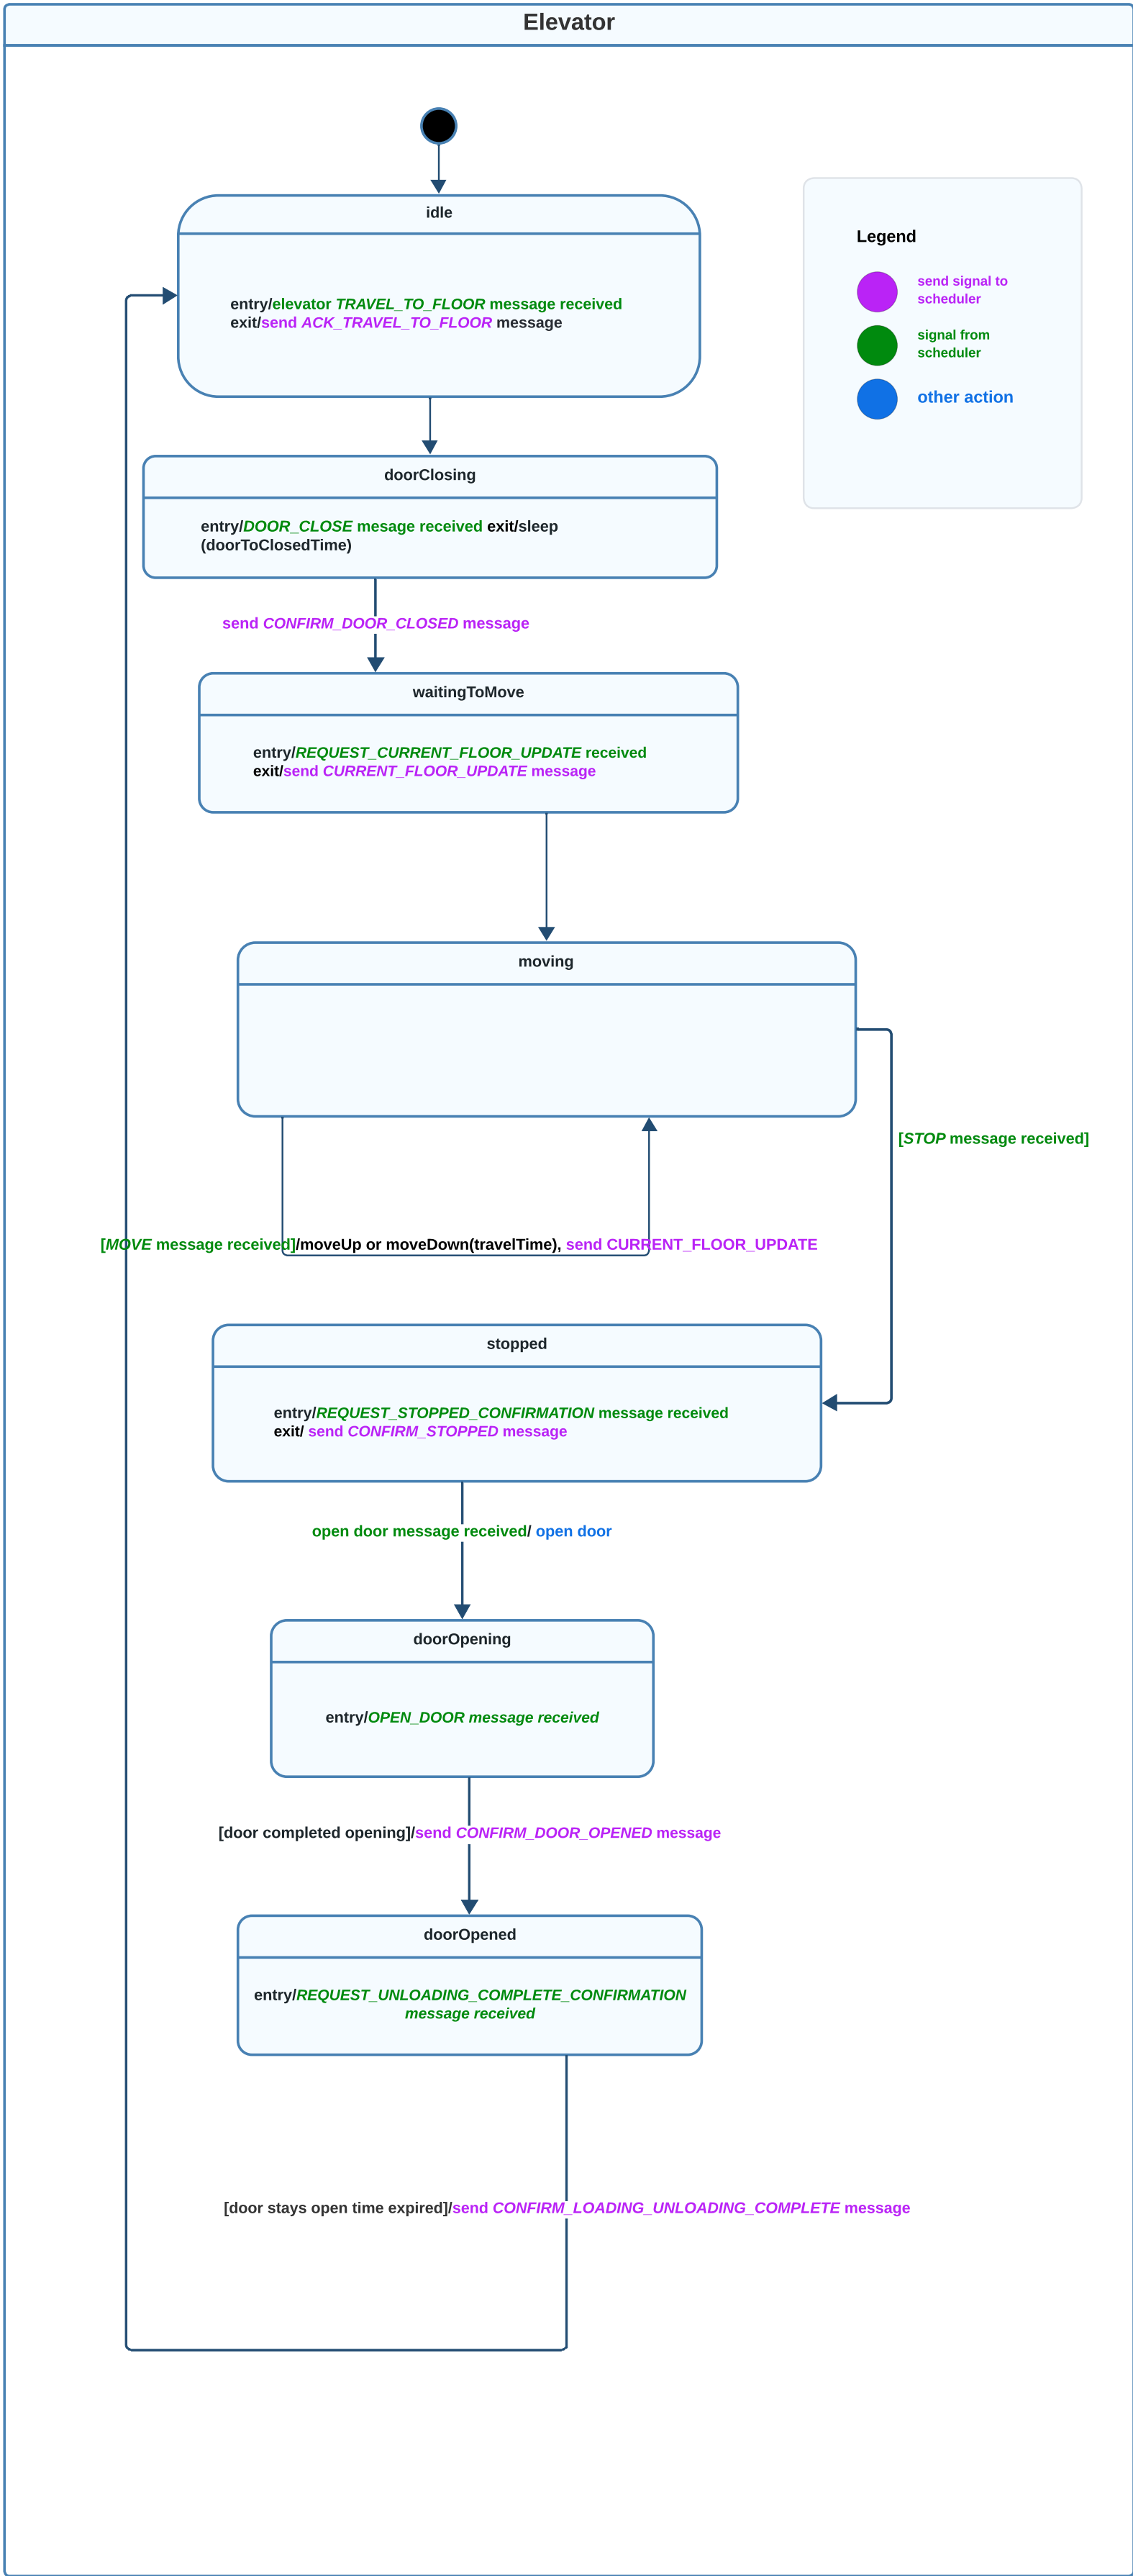 Elevator
idle
entry/elevator TRAVEL_TO_FLOOR message received
exit/send ACK_TRAVEL_TO_FLOOR message
Legend
send signal to
scheduler
signal from
scheduler
other action
doorClosing
entry/DOOR_CLOSE mesage received exit/sleep
(doorToClosedTime)
send CONFIRM_DOOR_CLOSED message
waitingToMove
entry/REQUEST_CURRENT_FLOOR_UPDATE received
exit/send CURRENT_FLOOR_UPDATE message
moving
[STOP message received]
[MOVE message received]/moveUp or moveDown(travelTime), send CURRENT_FLOOR_UPDATE
stopped
entry/REQUEST_STOPPED_CONFIRMATION message received
exit/ send CONFIRM_STOPPED message
open door message received/ open door
doorOpening
entry/OPEN_DOOR message received
[door completed opening]/send CONFIRM_DOOR_OPENED message
doorOpened
entry/REQUEST_UNLOADING_COMPLETE_CONFIRMATION
message received
[door stays open time expired]/send CONFIRM_LOADING_UNLOADING_COMPLETE message